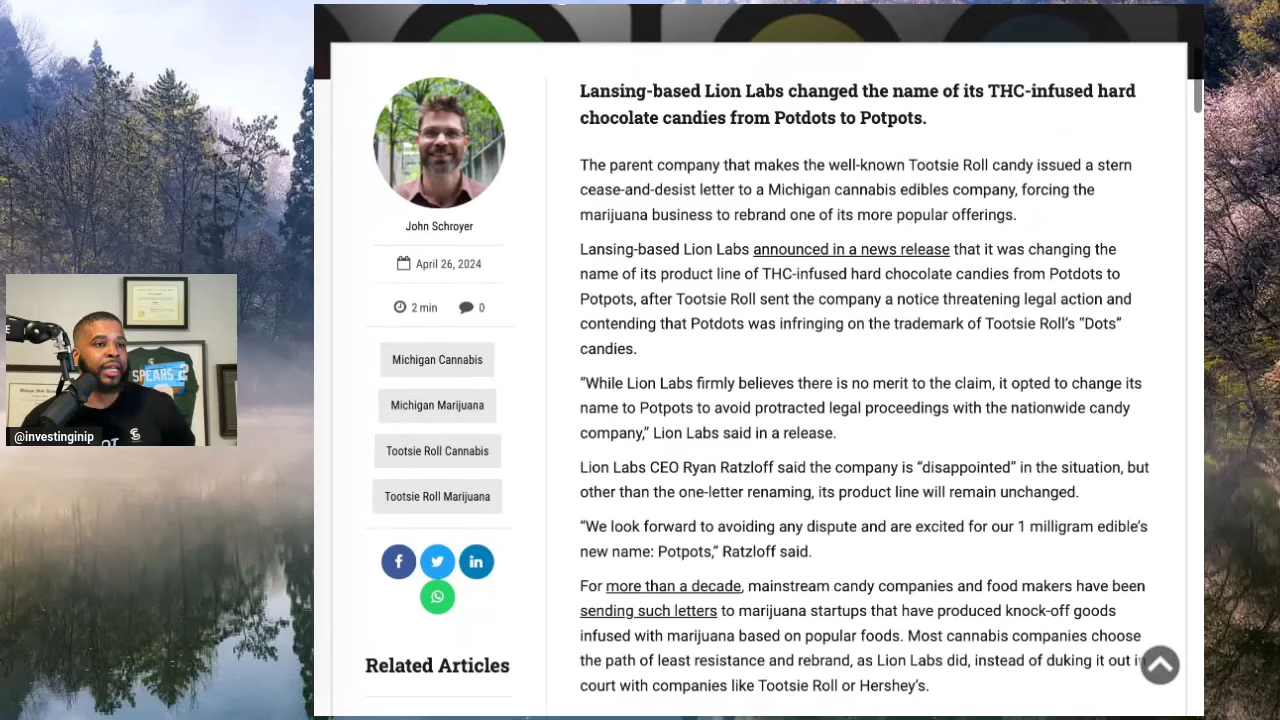 John Schroyer
April 26, 2024
2 min
0
Michigan Cannabis
Michigan Marijuana
Tootsie Roll Cannabis
Tootsie Roll Marijuana
Related Articles
Lansing-based Lion Labs changed the name of its THC-infused hard
chocolate candies from Potdots to Potpots.
The parent company that makes the well-known Tootsie Roll candy issued a stern
cease-and-desist letter to a Michigan cannabis edibles company, forcing the
marijuana business to rebrand one of its more popular offerings.
Lansing-based Lion Labs announced in a news release that it was changing the
name of its product line of THC-infused hard chocolate candies from Potdots to
Potpots, after Tootsie Roll sent the company a notice threatening legal action and
contending that Potdots was infringing on the trademark of Tootsie Roll's “Dots”
candies.
“While Lion Labs firmly believes there is no merit to the claim, it opted to change its
name to Potpots to avoid protracted legal proceedings with the nationwide candy
company,” Lion Labs said in a release.
Lion Labs CEO Ryan Ratzloff said the company is “disappointed” in the situation, but
other than the one-letter renaming, its product line will remain unchanged.
“We look forward to avoiding any dispute and are excited for our 1 milligram edible’s
new name: Potpots,” Ratzloff said.
For more than a decade, mainstream candy companies and food makers have been
sending such letters to marijuana startups that have produced knock-off goods
infused with marijuana based on popular foods. Most cannabis companies choose
the path of least resistance and rebrand, as Lion Labs did, instead of duking it out in
court with companies like Tootsie Roll or Hershey’s.
SPEARS 2
@investinginip